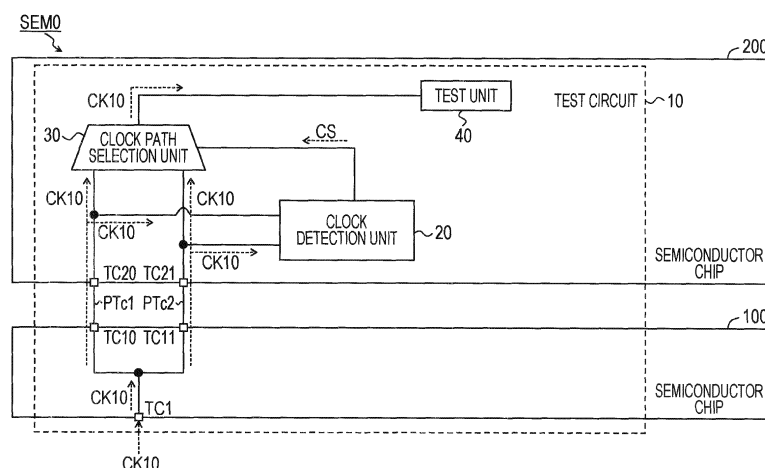 SEM0
200
CK10
TEST UNIT
TEST CIRCUIT
10
30
CLOCK PATH
SELECTION UNIT
40
CS
CK10
CK10
CK10
CLOCK
DETECTION UNIT
20
CK10
TC20
TC21
SEMICONDUCTOR
CHIP
PTc1
PTc2
100
TC10
TC11
CK10
TC1
SEMICONDUCTOR
CHIP
CK10